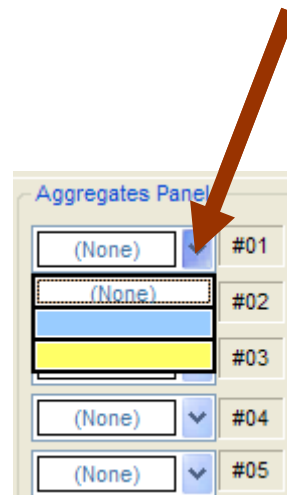 Aggregates Panel
(None) #01
(None) #02
#03
(None) #04
(None) #05